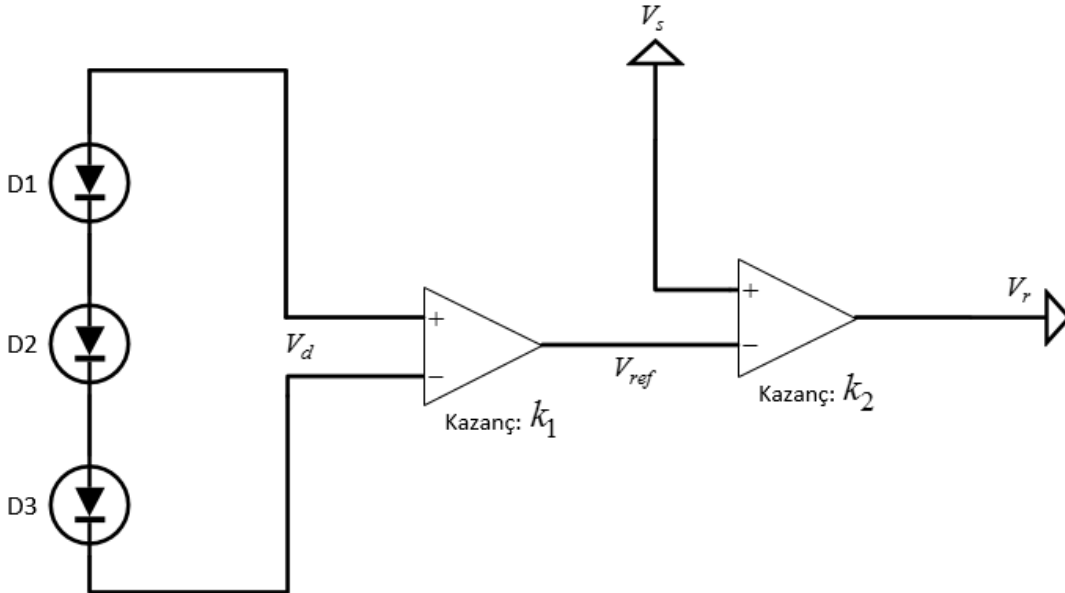 V_s
D1
D2
D3
+
−
V_d
Kazanç: k_1
V_ref
+
−
Kazanç: k_2
V_r